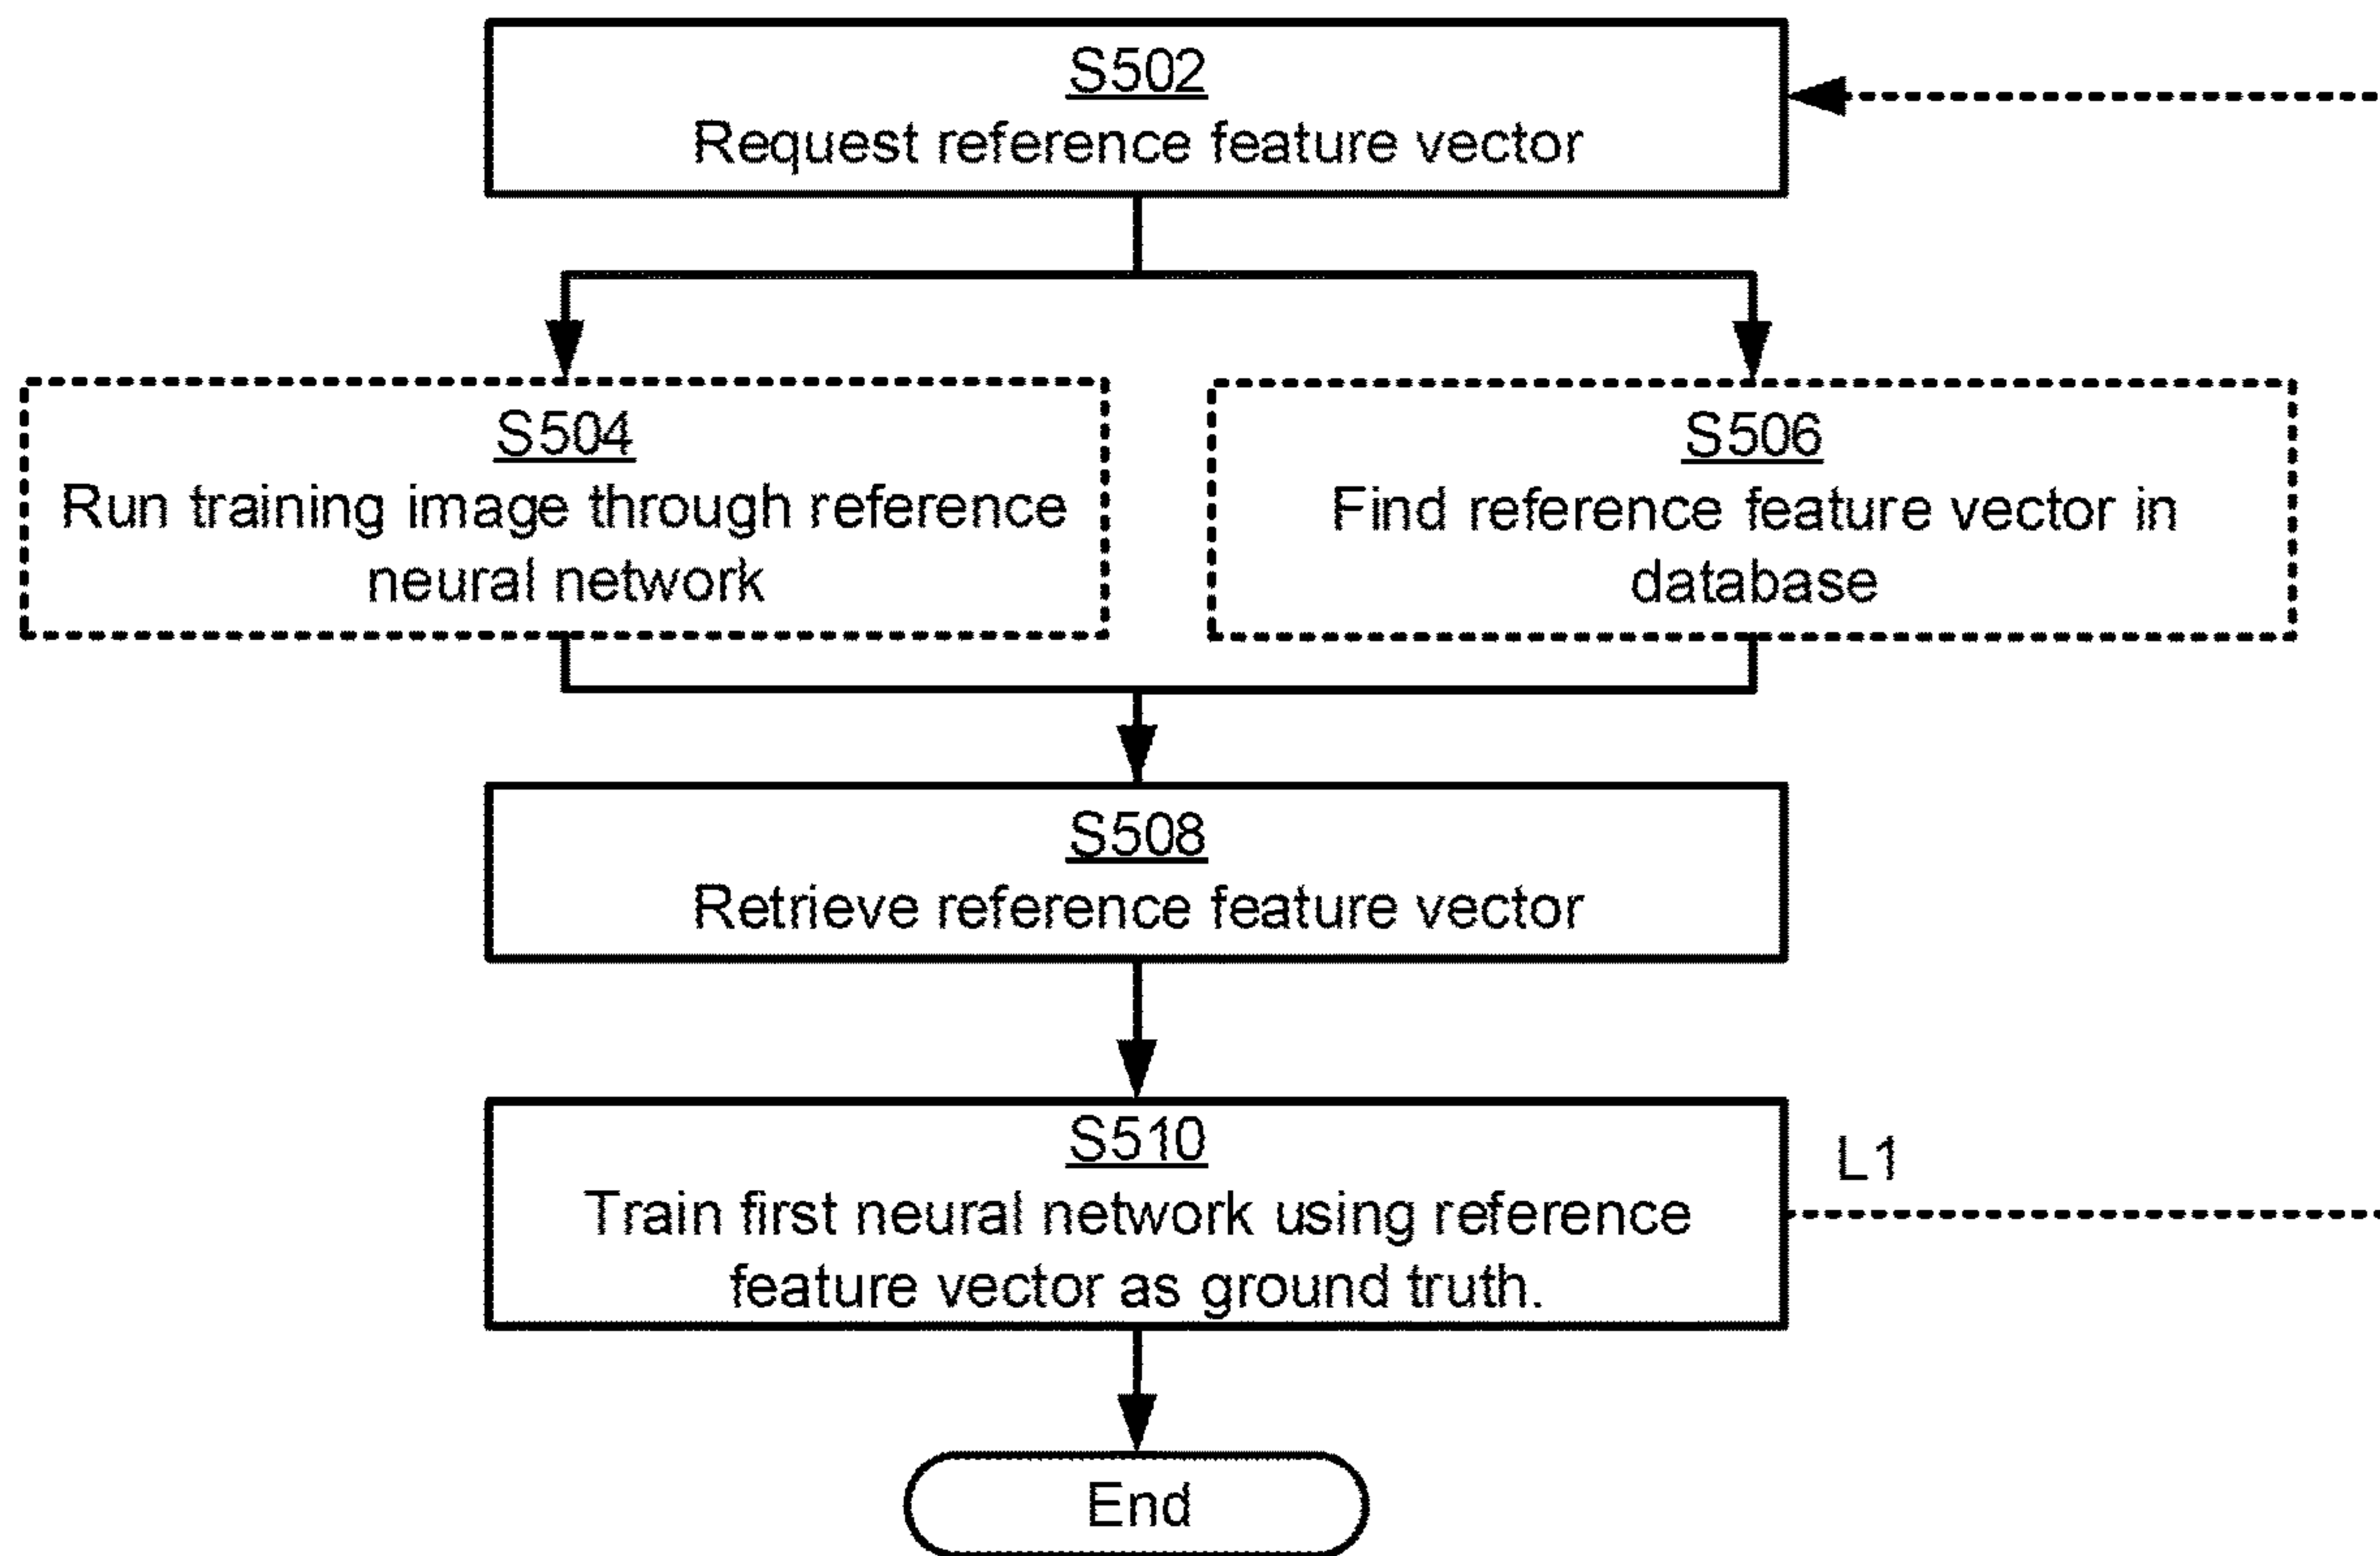 S502
Request reference feature vector
S504
Run training image through reference
neural network
S506
Find reference feature vector in
database
S508
Retrieve reference feature vector
S510
Train first neural network using reference
feature vector as ground truth.
L1
End